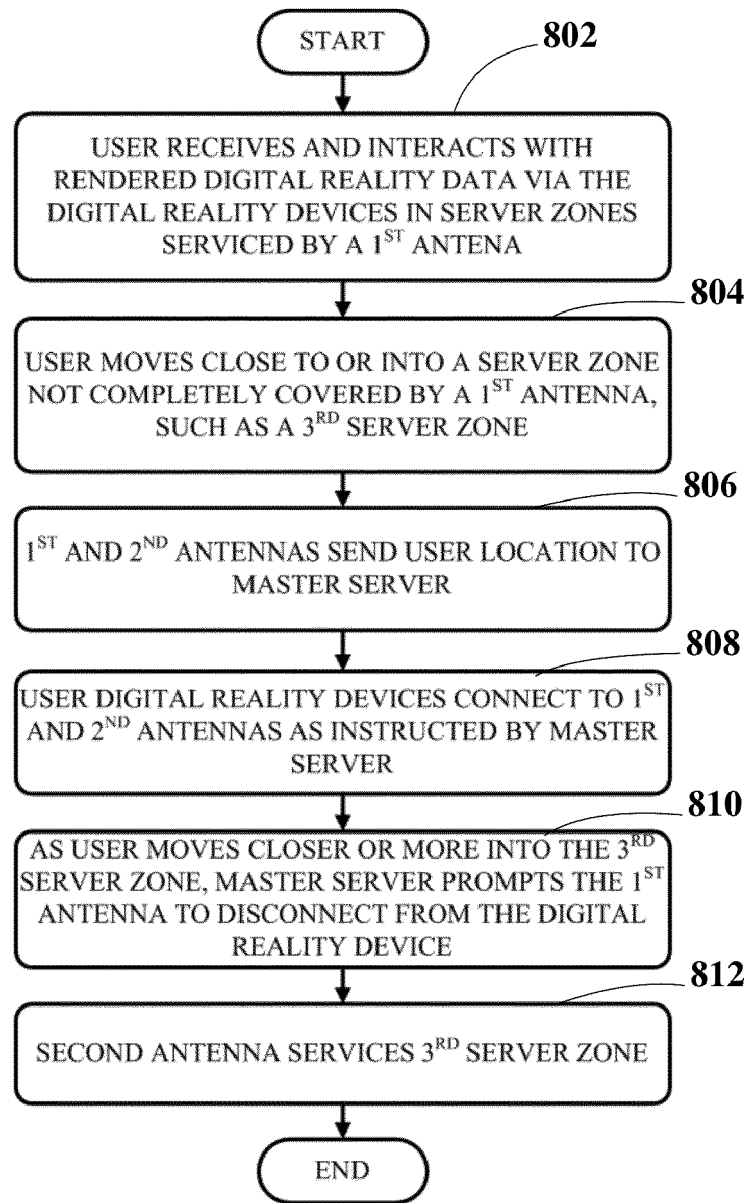 START
802
USER RECEIVES AND INTERACTS WITH
RENDERED DIGITAL REALITY DATA VIA THE
DIGITAL REALITY DEVICES IN SERVER ZONES
SERVICED BY A 1ST ANTENA
804
USER MOVES CLOSE TO OR INTO A SERVER ZONE
NOT COMPLETELY COVERED BY A 1ST ANTENNA,
SUCH AS A 3RD SERVER ZONE
806
1ST AND 2ND ANTENNAS SEND USER LOCATION TO
MASTER SERVER
808
USER DIGITAL REALITY DEVICES CONNECT TO 1ST
AND 2ND ANTENNAS AS INSTRUCTED BY MASTER
SERVER
810
AS USER MOVES CLOSER OR MORE INTO THE 3RD
SERVER ZONE, MASTER SERVER PROMPTS THE 1ST
ANTENNA TO DISCONNECT FROM THE DIGITAL
REALITY DEVICE
812
SECOND ANTENNA SERVICES 3RD SERVER ZONE
END